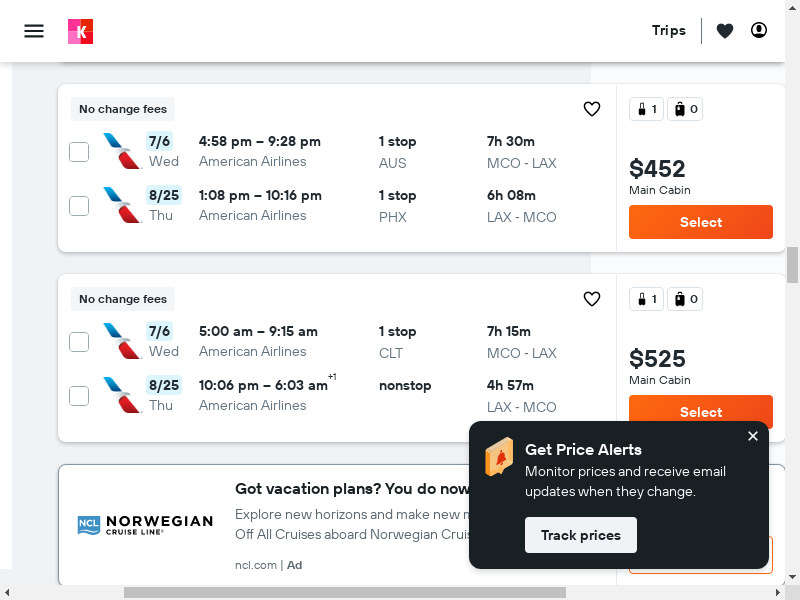 K
Trips
No change fees
1
0
7/6
4:58 pm – 9:28 pm
1 stop
7h 30m
Wed
American Airlines
AUS
MCO - LAX
$452
Main Cabin
8/25
1:08 pm – 10:16 pm
1 stop
6h 08m
Thu
American Airlines
PHX
LAX - MCO
Select
No change fees
1
0
7/6
5:00 am – 9:15 am
1 stop
7h 15m
Wed
American Airlines
CLT
MCO - LAX
$525
Main Cabin
8/25
10:06 pm – 6:03 am+1
nonstop
4h 57m
Thu
American Airlines
LAX - MCO
Select
Get Price Alerts
Monitor prices and receive email
updates when they change.
Track prices
NCL
NORWEGIAN
CRUISE LINE®
Got vacation plans? You do now
Explore new horizons and make new
Off All Cruises aboard Norwegian
ncl.com | Ad